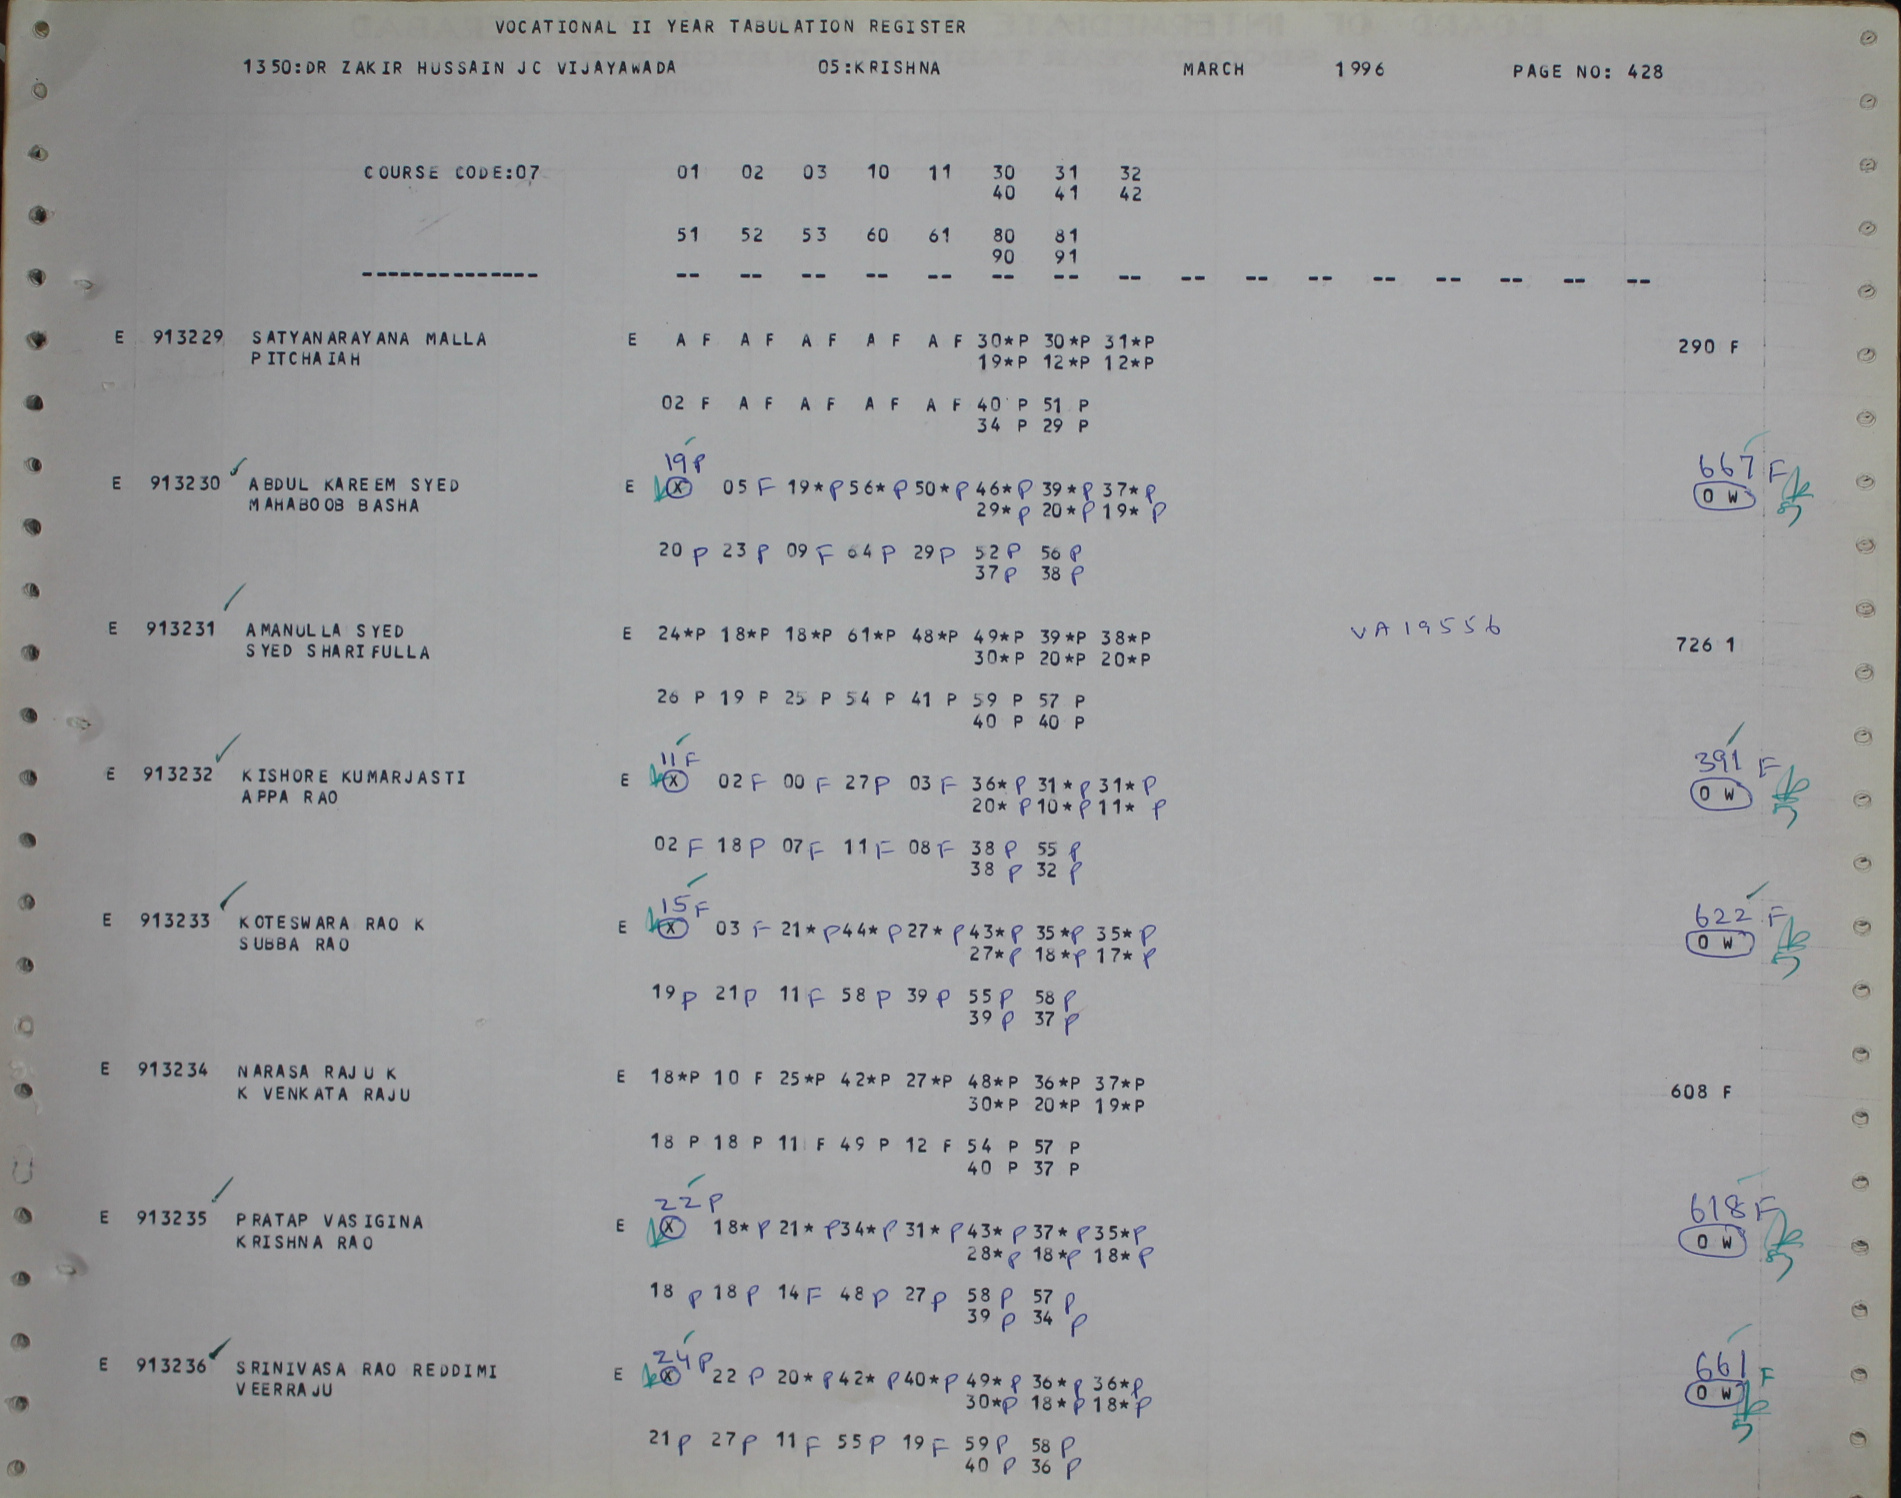 VOCATIONAL II YEAR TABULATION REGISTER
1350:DR ZAKIR HUSSAIN JC VIJAYAWADA 05:KRISHNA MARCH 1996 PAGE NO: 428
COURSE CODE:07 01 02 03 10 11 30 31 32
40 41 42
51 52 53 60 61 80 81
90 91
-------------- -- -- -- -- -- -- -- -- -- -- -- -- -- -- -- --
E 913229 SATYANARAYANA MALLA E A F A F A F A F A F 30*P 30*P 31*P 290 F
PITCHAIAH 19*P 12*P 12*P
02 F A F A F A F A F 40 P 51 P
34 P 29 P
19P 667 F
E 913230 ABDUL KAREEM SYED E X 05 F 19*P 56*P 50*P 46*P 39*P 37*P O W
MAHABOOB BASHA 29*P 20*P 19*P
20 P 23 P 09 F 64 P 29 P 52 P 56 P
37 P 38 P
E 913231 AMANULLA SYED E 24*P 18*P 18*P 61*P 48*P 49*P 39*P 38*P VA19556 726 1
SYED SHARIFULLA 30*P 20*P 20*P
26 P 19 P 25 P 54 P 41 P 59 P 57 P
40 P 40 P
11 F 391 F
E 913232 KISHORE KUMARJASTI E X 02 F 00 F 27 P 03 F 36*P 31*P 31*P O W
APPA RAO 20*P 10*P 11*P
02 F 18 P 07 F 11 F 08 F 38 P 55 P
38 P 32 P
15 F 622 F
E 913233 KOTESWARA RAO K E X 03 F 21*P 44*P 27*P 43*P 35*P 35*P O W
SUBBA RAO 27*P 18*P 17*P
19 P 21 P 11 F 58 P 39 P 55 P 58 P
39 P 37 P
E 913234 NARASA RAJU K E 18*P 10 F 25*P 42*P 27*P 48*P 36*P 37*P 608 F
K VENKATA RAJU 30*P 20*P 19*P
18 P 18 P 11 F 49 P 12 F 54 P 57 P
40 P 37 P
22 P 618 F
E 913235 PRATAP VASIGINA E X 18*P 21*P 34*P 31*P 43*P 37*P 35*P O W
KRISHNA RAO 28*P 18*P 18*P
18 P 18 P 14 F 48 P 27 P 58 P 57 P
39 P 34 P
24 P 661 F
E 913236 SRINIVASA RAO REDDIMI E X 22 P 20*P 42*P 40*P 49*P 36*P 36*P O W
VEERRAJU 30*P 18*P 18*P
21 P 27 P 11 F 55 P 19 F 59 P 58 P
40 P 36 P